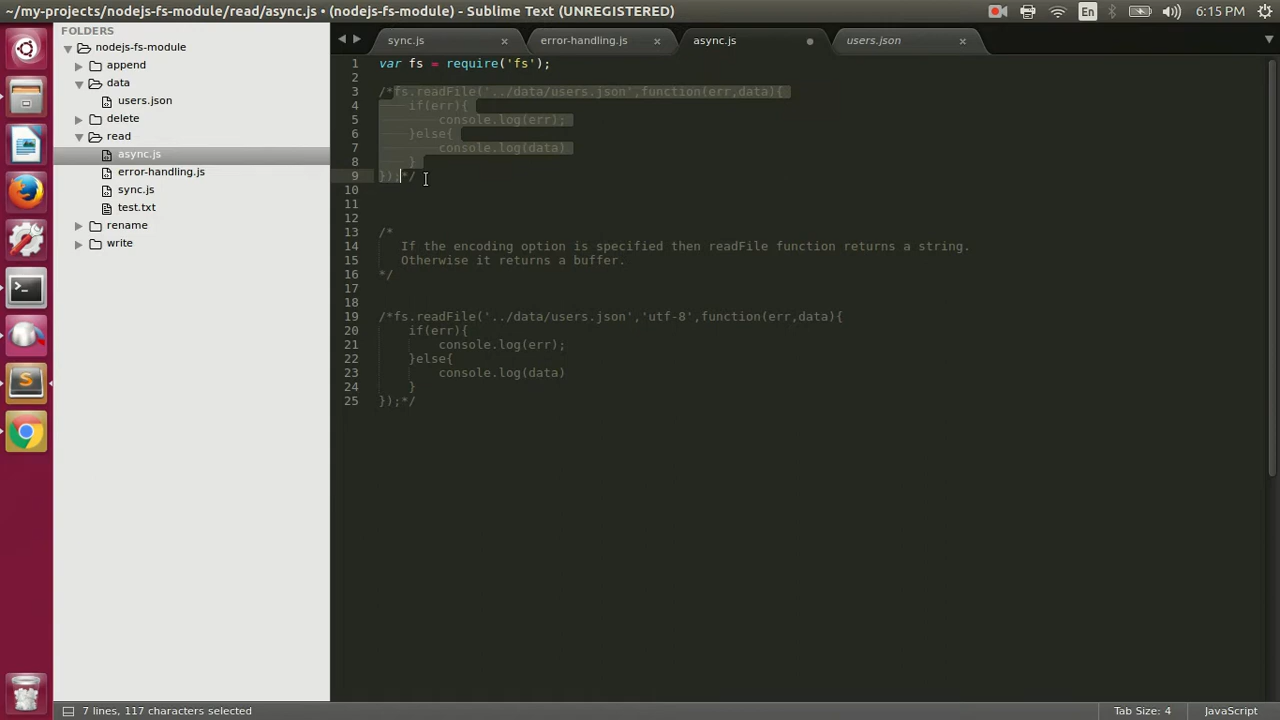 ~/my-projects/nodejs-fs-module/read/async.js • (nodejs-fs-module) - Sublime Text (UNREGISTERED)
En
6:15 PM
FOLDERS
nodejs-fs-module
append
data
users.json
delete
read
async.js
error-handling.js
sync.js
test.txt
rename
write
sync.js ×
error-handling.js ×
async.js
users.json ×
1 var fs = require('fs');
2
3 /*fs.readFile('../data/users.json',function(err,data){
4 if(err){
5 console.log(err);
6 }else{
7 console.log(data)
8 }
9 });*/
10
11
12
13 /*
14 If the encoding option is specified then readFile function returns a string.
15 Otherwise it returns a buffer.
16 */
17
18
19 /*fs.readFile('../data/users.json','utf-8',function(err,data){
20 if(err){
21 console.log(err);
22 }else{
23 console.log(data)
24 }
25 });*/
7 lines, 117 characters selected
Tab Size: 4
JavaScript